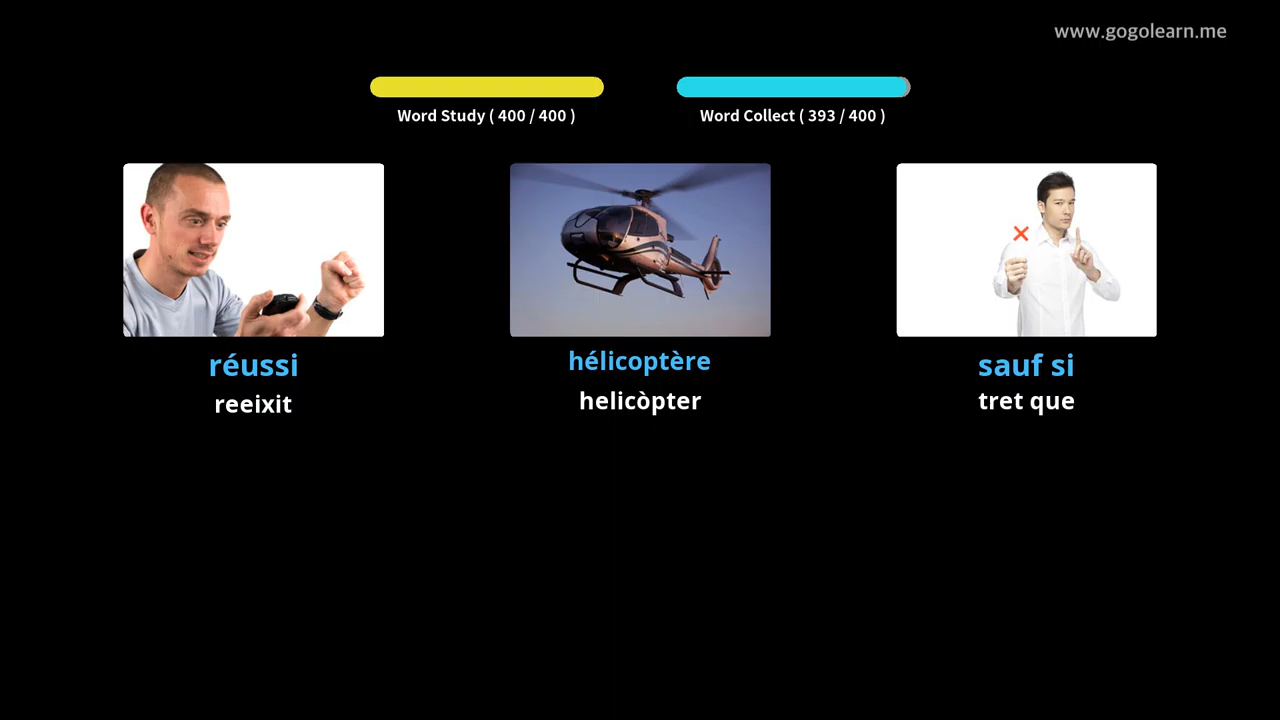 www.gogolearn.me
Word Study ( 400 / 400 )
Word Collect ( 393 / 400 )
réussi
reeixit
hélicoptère
helicòpter
sauf si
tret que